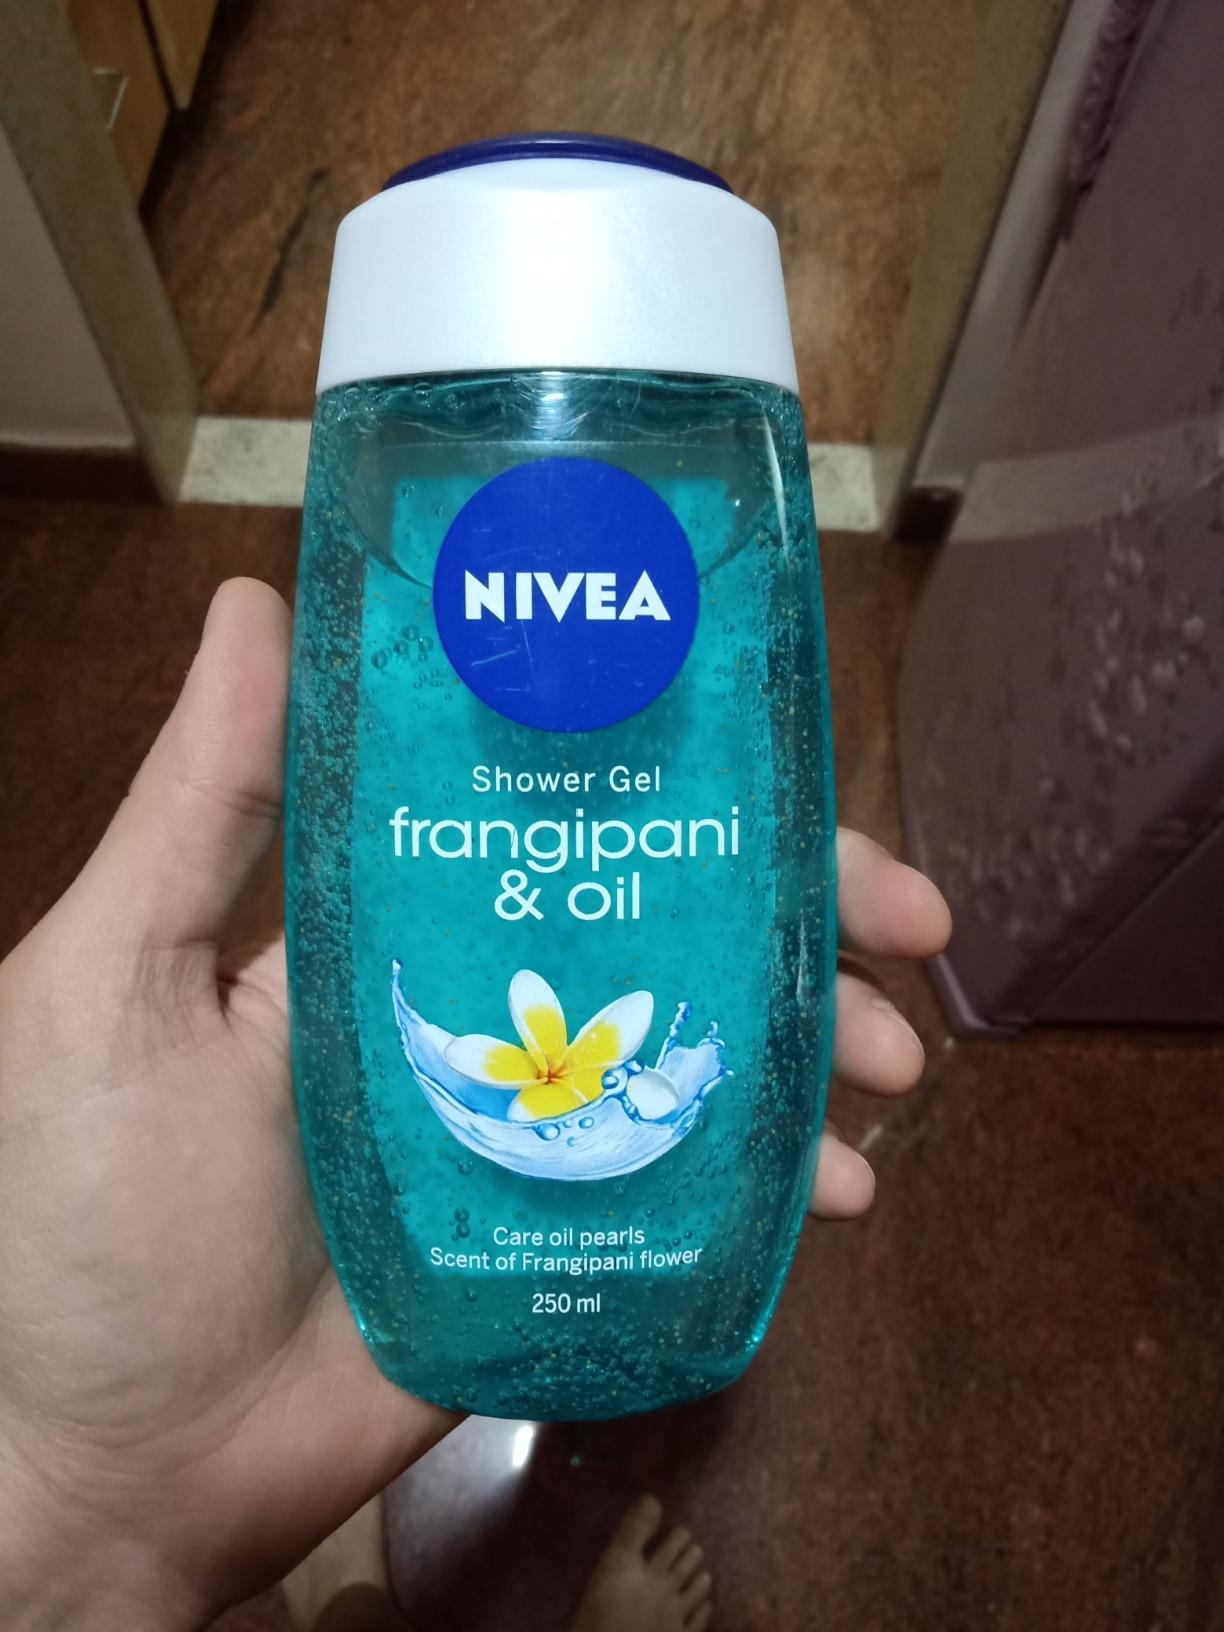 NIVEA
Shower Gel
frangipani
& oil
Care oil pearls
Scent of Frangipani flower
250 ml